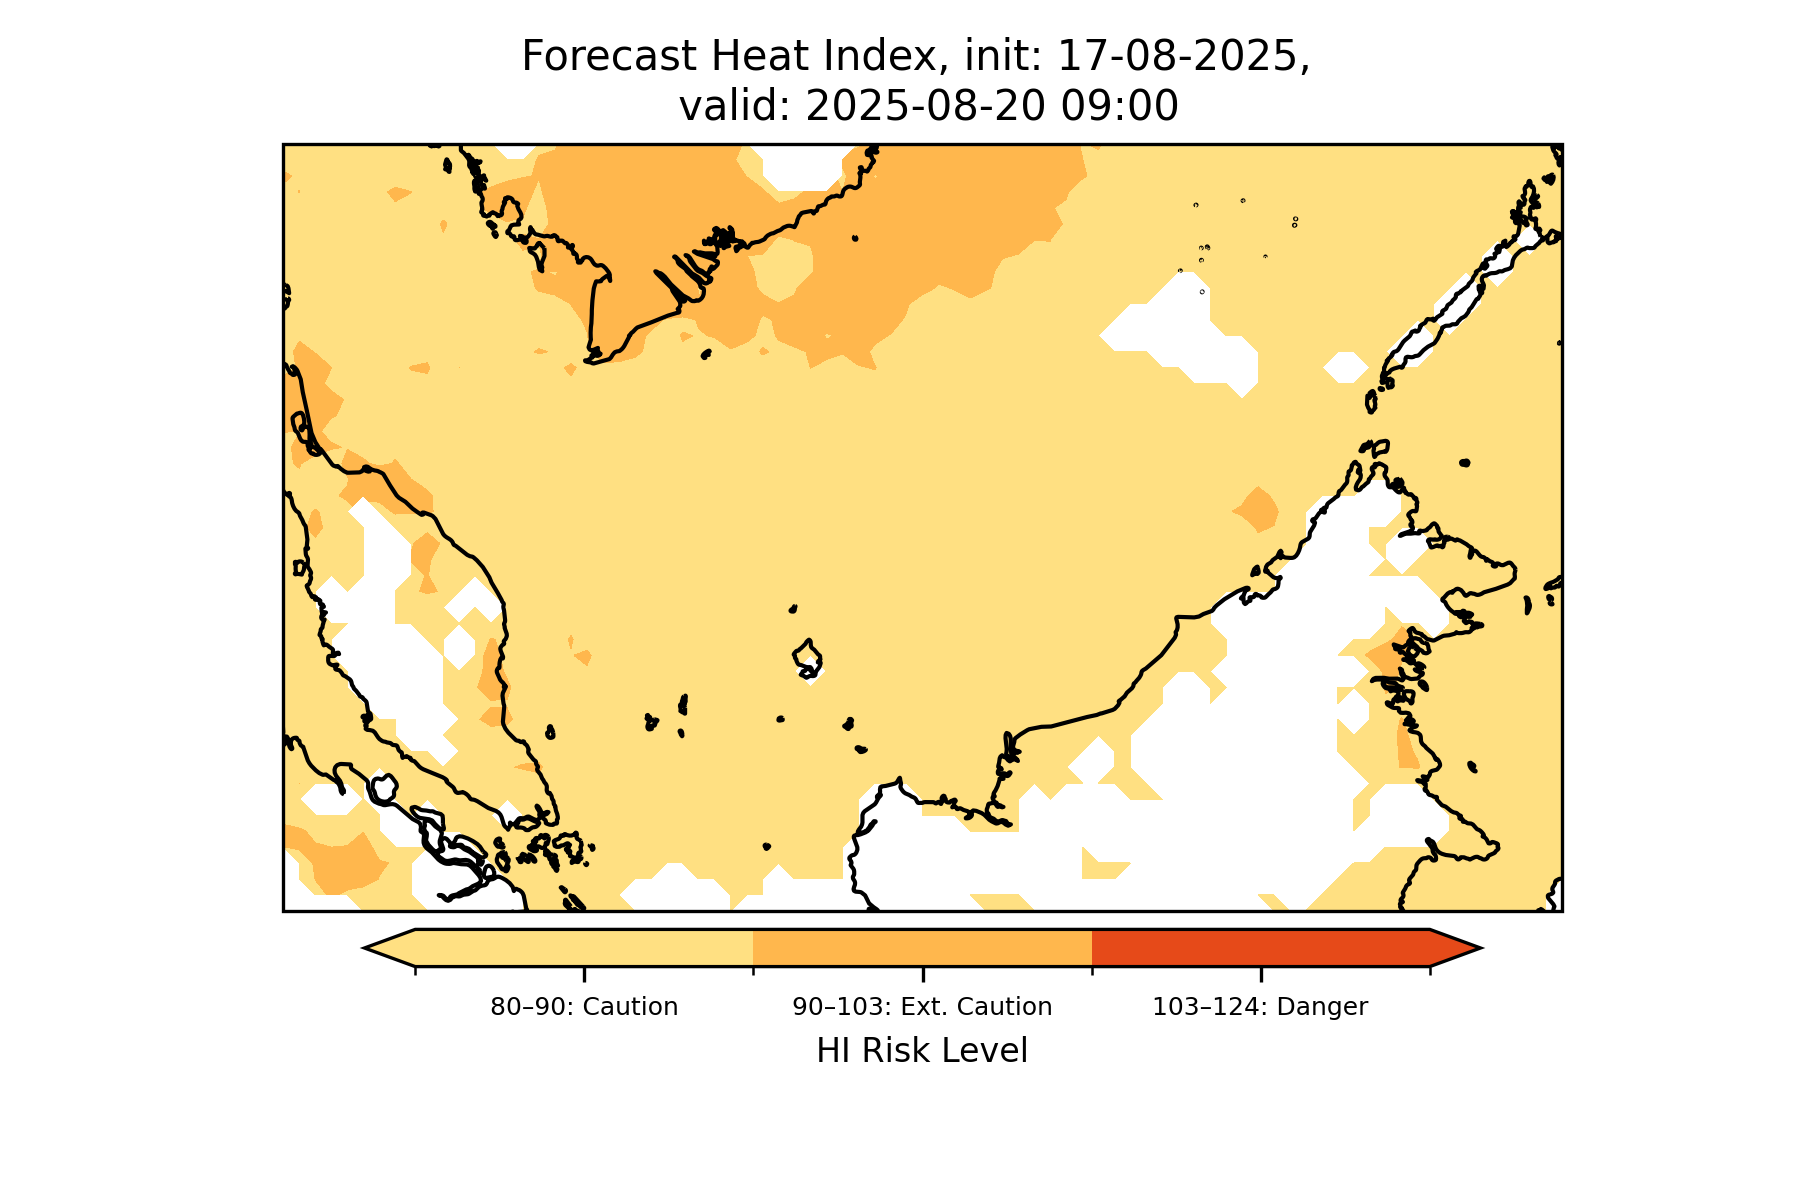 Forecast Heat Index, init: 17-08-2025,
valid: 2025-08-20 09:00
80–90: Caution
90–103: Ext. Caution
103–124: Danger
HI Risk Level